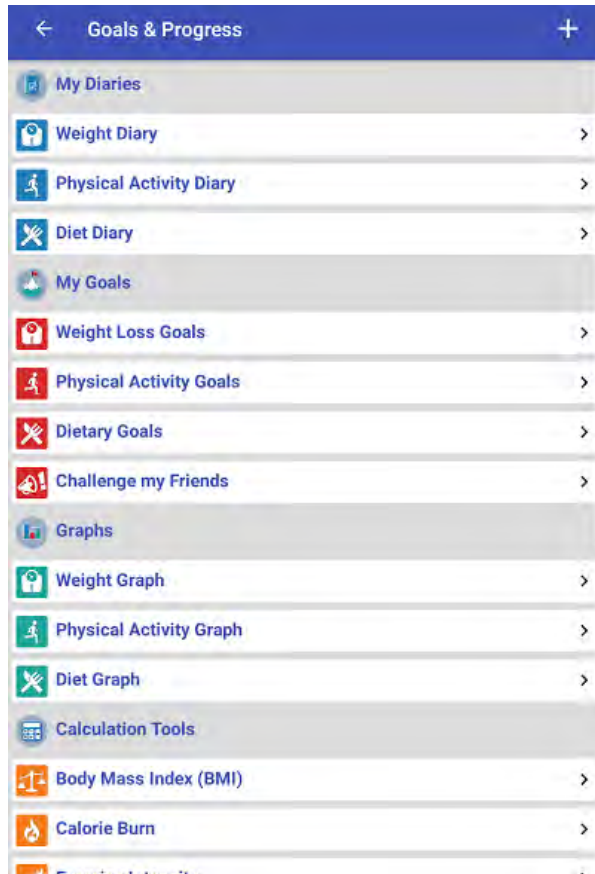 Goals & Progress
My Diaries
Weight Diary
Physical Activity Diary
Diet Diary
My Goals
Weight Loss Goals
Physical Activity Goals
Dietary Goals
Challenge my Friends
Graphs
Weight Graph
Physical Activity Graph
Diet Graph
Calculation Tools
Body Mass Index (BMI)
Calorie Burn